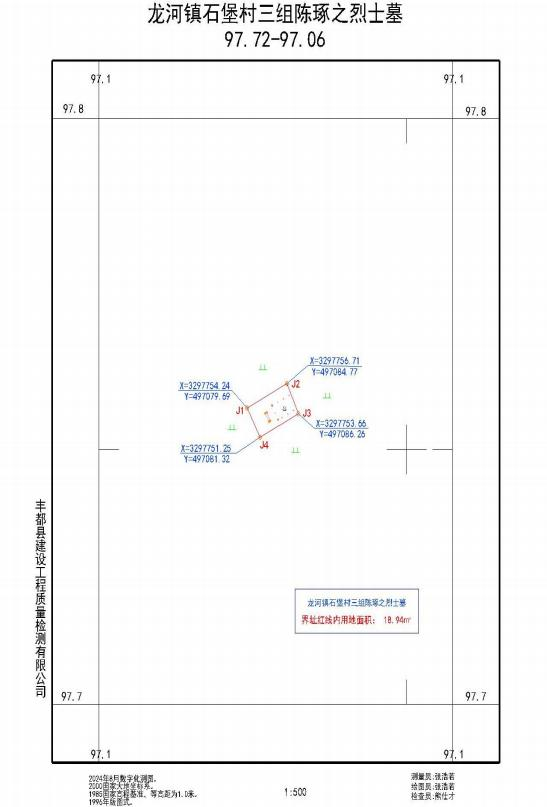 龙河镇石堡村三组陈琢之烈士墓
97.72-97.06
97.1
97.1
97.8
97.8
X=3297756.71
Y=497084.77
X=3297754.24
Y=497079.69
J2
J1
J3
X=3297753.66
Y=497086.26
X=3297751.25
Y=497081.32
J4
丰都县建设工程质量检测有限公司
龙河镇石堡村三组陈琢之烈士墓
界址红线内用地面积： 18.94㎡
97.7
97.7
97.1
97.1
2024年8月数字化测图。
2000国家大地坐标系。
1985国家高程基准，等高距为1.0米。
1996年版图式。
1:500
测量员:张浩若
绘图员:张浩若
检查员:熊仕才